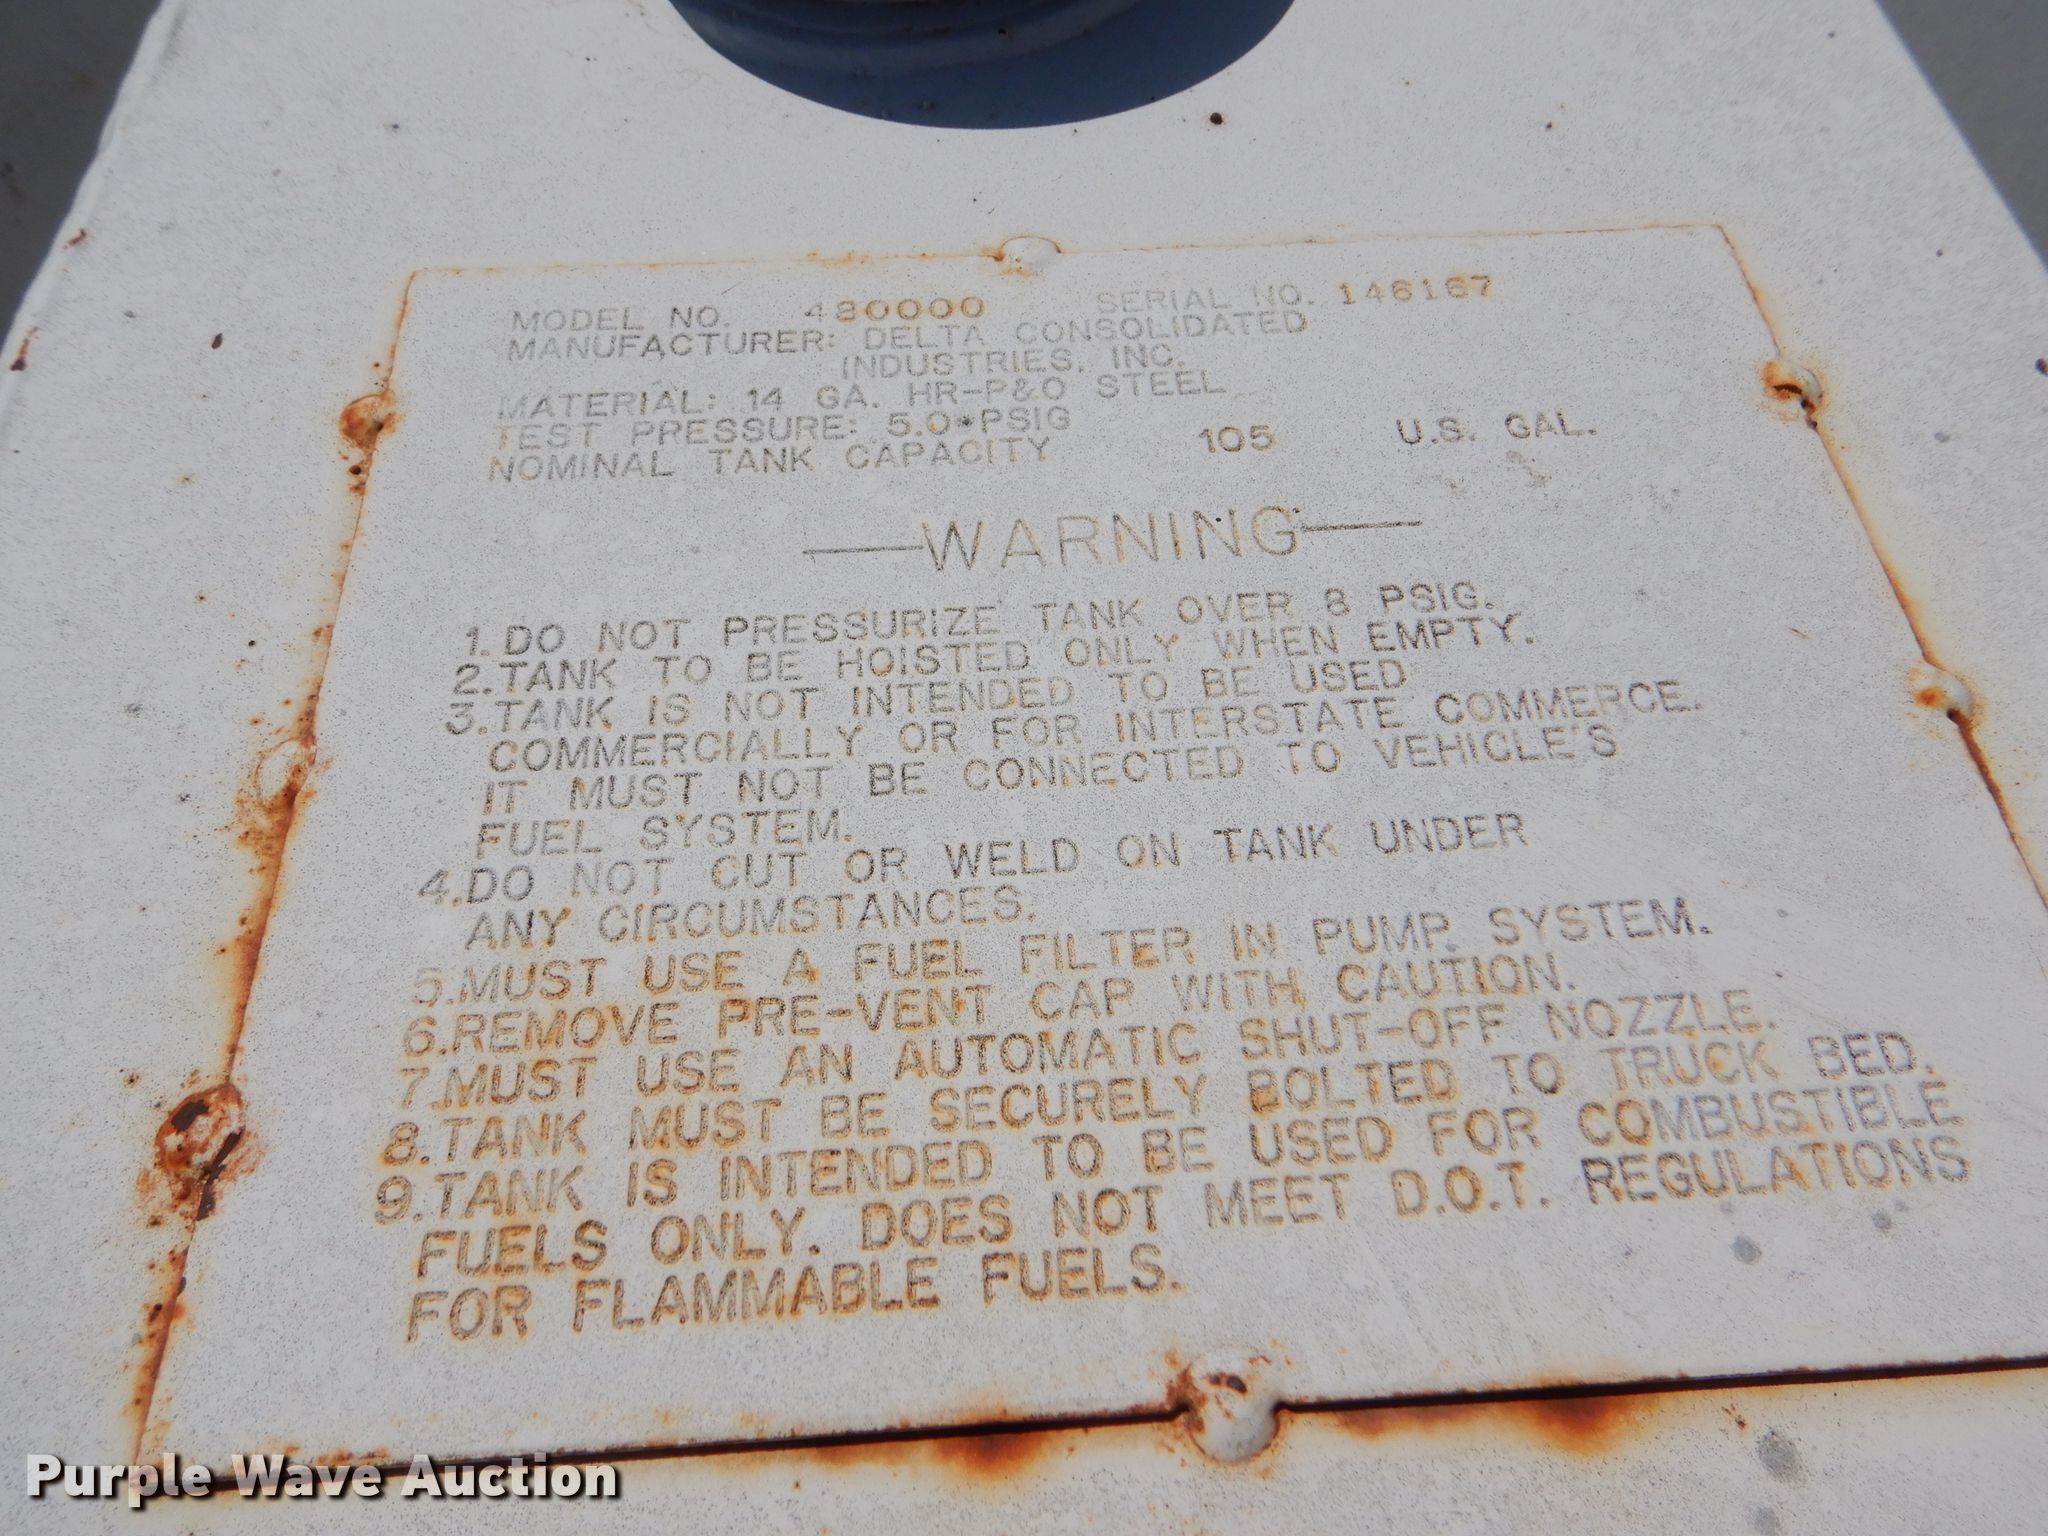 MODEL NO. 480000 SERIAL NO. 146167
MANUFACTURER: DELTA CONSOLIDATED
INDUSTRIES, INC.
MATERIAL: 14 GA. HR-P&O STEEL
TEST PRESSURE: 5.0 PSIG
NOMINAL TANK CAPACITY 105 U.S. GAL.
WARNING
1. DO NOT PRESSURIZE TANK OVER 8 PSIG.
2. TANK TO BE HOISTED ONLY WHEN EMPTY.
3. TANK IS NOT INTENDED TO BE USED
COMMERCIALLY OR FOR INTERSTATE COMMERCE.
IT MUST NOT BE CONNECTED TO VEHICLE'S
FUEL SYSTEM.
4. DO NOT CUT OR WELD ON TANK UNDER
ANY CIRCUMSTANCES.
5. MUST USE A FUEL FILTER IN PUMP SYSTEM.
6. REMOVE PRE-VENT CAP WITH CAUTION.
7. MUST USE AN AUTOMATIC SHUT-OFF NOZZLE.
8. TANK MUST BE SECURELY BOLTED TO TRUCK BED.
9. TANK IS INTENDED TO BE USED FOR COMBUSTIBLE
FUELS ONLY. DOES NOT MEET D.O.T. REGULATIONS
FOR FLAMMABLE FUELS.
Purple Wave Auction